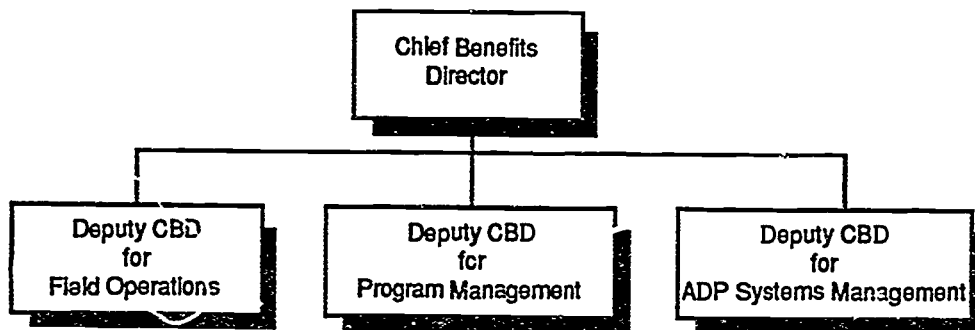 Chief Benefits
Director
Deputy CBD
for
Field Operations
Deputy CBD
for
Program Management
Deputy CBD
for
ADP Systems Management